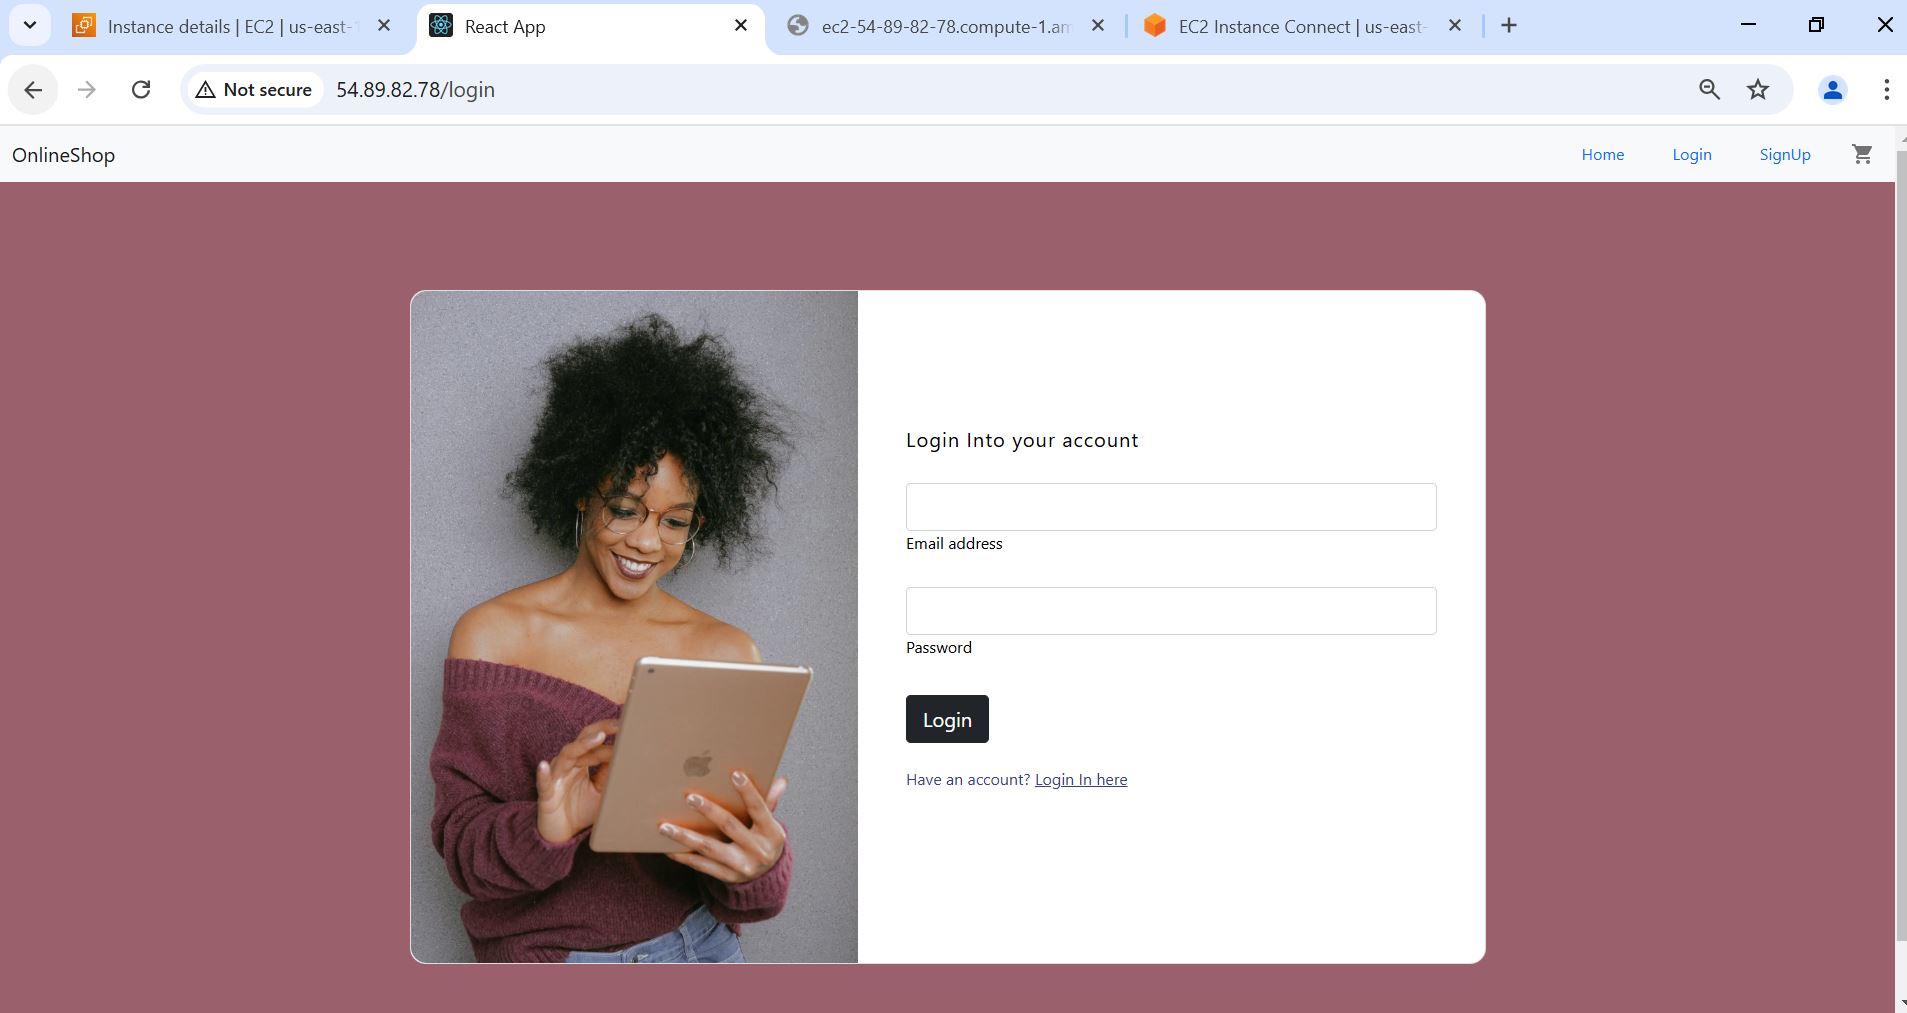 Instance details | EC2 | us-east-1
React App
ec2-54-89-82-78.compute-1.am
EC2 Instance Connect | us-east-
Not secure
54.89.82.78/login
OnlineShop
Home
Login
SignUp
Login Into your account
Email address
Password
Login
Have an account? Login In here